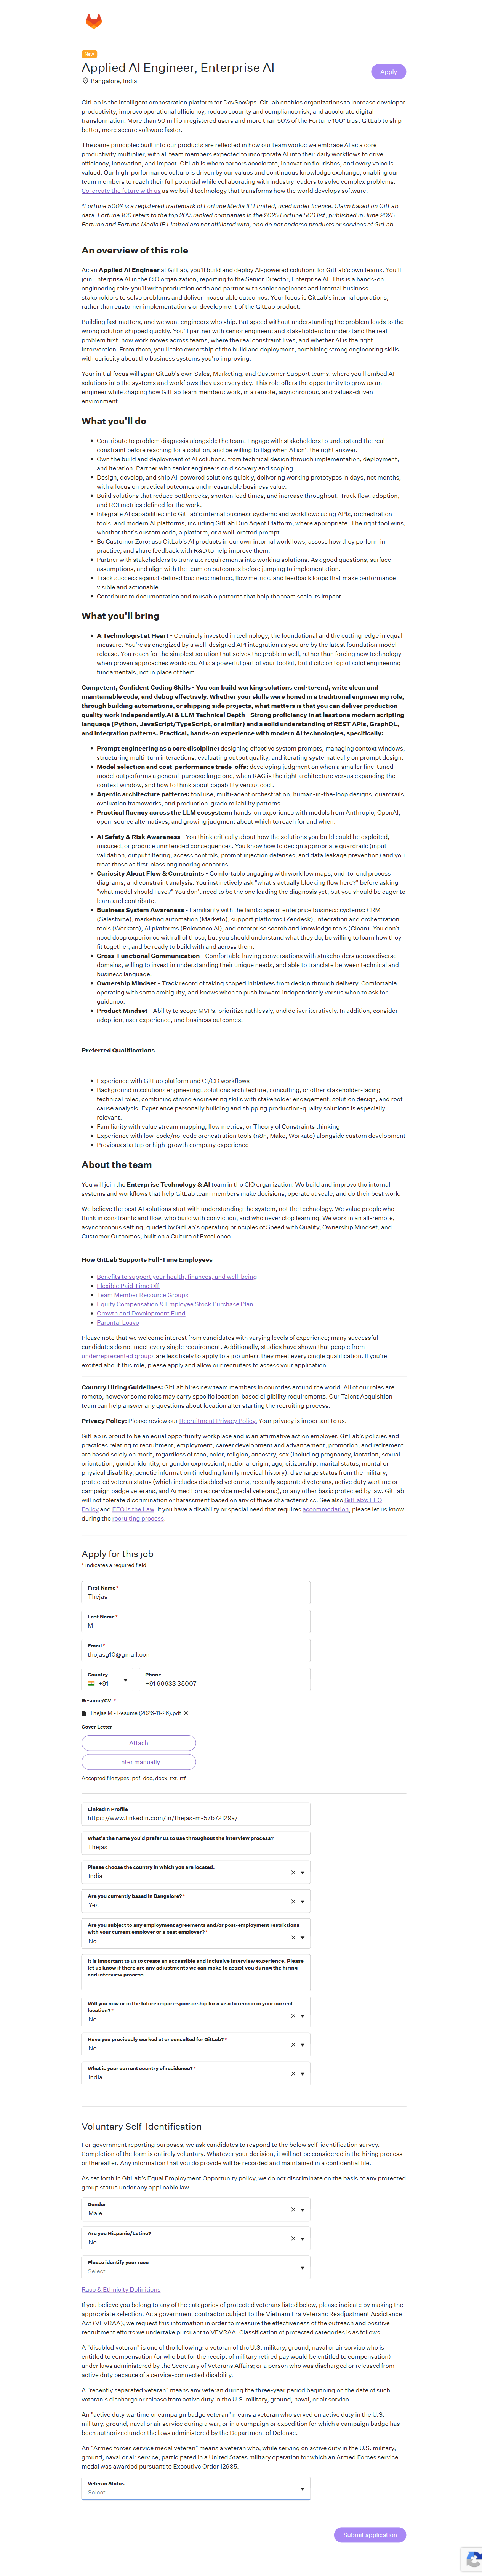 New
Applied AI Engineer, Enterprise AI
Bangalore, India
Apply
GitLab is the intelligent orchestration platform for DevSecOps. GitLab enables organizations to increase developer
productivity, improve operational efficiency, reduce security and compliance risk, and accelerate digital
transformation. More than 50 million registered users and more than 50% of the Fortune 100* trust GitLab to ship
better, more secure software faster.
The same principles built into our products are reflected in how our team works: we embrace AI as a core
productivity multiplier, with all team members expected to incorporate AI into their daily workflows to drive
efficiency, innovation, and impact. GitLab is where careers accelerate, innovation flourishes, and every voice is
valued. Our high-performance culture is driven by our values and continuous knowledge exchange, enabling our
team members to reach their full potential while collaborating with industry leaders to solve complex problems.
Co-create the future with us as we build technology that transforms how the world develops software.
*Fortune 500® is a registered trademark of Fortune Media IP Limited, used under license. Claim based on GitLab
data. Fortune 100 refers to the top 20% ranked companies in the 2025 Fortune 500 list, published in June 2025.
Fortune and Fortune Media IP Limited are not affiliated with, and do not endorse products or services of GitLab.
An overview of this role
As an Applied AI Engineer at GitLab, you'll build and deploy AI-powered solutions for GitLab's own teams. You'll
join Enterprise AI in the CIO organization, reporting to the Senior Director, Enterprise AI. This is a hands-on
engineering role: you'll write production code and partner with senior engineers and internal business
stakeholders to solve problems and deliver measurable outcomes. Your focus is GitLab's internal operations,
rather than customer implementations or development of the GitLab product.
Building fast matters, and we want engineers who ship. But speed without understanding the problem leads to the
wrong solution shipped quickly. You'll partner with senior engineers and stakeholders to understand the real
problem first: how work moves across teams, where the real constraint lives, and whether AI is the right
intervention. From there, you'll take ownership of the build and deployment, combining strong engineering skills
with curiosity about the business systems you're improving.
Your initial focus will span GitLab's own Sales, Marketing, and Customer Support teams, where you'll embed AI
solutions into the systems and workflows they use every day. This role offers the opportunity to grow as an
engineer while shaping how GitLab team members work, in a remote, asynchronous, and values-driven
environment.
What you'll do
• Contribute to problem diagnosis alongside the team. Engage with stakeholders to understand the real
constraint before reaching for a solution, and be willing to flag when AI isn't the right answer.
• Own the build and deployment of AI solutions, from technical design through implementation, deployment,
and iteration. Partner with senior engineers on discovery and scoping.
• Design, develop, and ship AI-powered solutions quickly, delivering working prototypes in days, not months,
with a focus on practical outcomes and measurable business value.
• Build solutions that reduce bottlenecks, shorten lead times, and increase throughput. Track flow, adoption,
and ROI metrics defined for the work.
• Integrate AI capabilities into GitLab's internal business systems and workflows using APIs, orchestration
tools, and modern AI platforms, including GitLab Duo Agent Platform, where appropriate. The right tool wins,
whether that's custom code, a platform, or a well-crafted prompt.
• Be Customer Zero: use GitLab's AI products in our own internal workflows, assess how they perform in
practice, and share feedback with R&D to help improve them.
• Partner with stakeholders to translate requirements into working solutions. Ask good questions, surface
assumptions, and align with the team on outcomes before jumping to implementation.
• Track success against defined business metrics, flow metrics, and feedback loops that make performance
visible and actionable.
• Contribute to documentation and reusable patterns that help the team scale its impact.
What you'll bring
• A Technologist at Heart - Genuinely invested in technology, the foundational and the cutting-edge in equal
measure. You're as energized by a well-designed API integration as you are by the latest foundation model
release. You reach for the simplest solution that solves the problem well, rather than forcing new technology
when proven approaches would do. AI is a powerful part of your toolkit, but it sits on top of solid engineering
fundamentals, not in place of them.
Competent, Confident Coding Skills - You can build working solutions end-to-end, write clean and
maintainable code, and debug effectively. Whether your skills were honed in a traditional engineering role,
through building automations, or shipping side projects, what matters is that you can deliver production-
quality work independently.AI & LLM Technical Depth - Strong proficiency in at least one modern scripting
language (Python, JavaScript/TypeScript, or similar) and a solid understanding of REST APIs, GraphQL,
and integration patterns. Practical, hands-on experience with modern AI technologies, specifically:
• Prompt engineering as a core discipline: designing effective system prompts, managing context windows,
structuring multi-turn interactions, evaluating output quality, and iterating systematically on prompt design.
• Model selection and cost-performance trade-offs: developing judgment on when a smaller fine-tuned
model outperforms a general-purpose large one, when RAG is the right architecture versus expanding the
context window, and how to think about capability versus cost.
• Agentic architecture patterns: tool use, multi-agent orchestration, human-in-the-loop designs, guardrails,
evaluation frameworks, and production-grade reliability patterns.
• Practical fluency across the LLM ecosystem: hands-on experience with models from Anthropic, OpenAI,
open-source alternatives, and growing judgment about which to reach for and when.
• AI Safety & Risk Awareness - You think critically about how the solutions you build could be exploited,
misused, or produce unintended consequences. You know how to design appropriate guardrails (input
validation, output filtering, access controls, prompt injection defenses, and data leakage prevention) and you
treat these as first-class engineering concerns.
• Curiosity About Flow & Constraints - Comfortable engaging with workflow maps, end-to-end process
diagrams, and constraint analysis. You instinctively ask "what's actually blocking flow here?" before asking
"what model should I use?" You don't need to be the one leading the diagnosis yet, but you should be eager to
learn and contribute.
• Business System Awareness - Familiarity with the landscape of enterprise business systems: CRM
(Salesforce), marketing automation (Marketo), support platforms (Zendesk), integration and orchestration
tools (Workato), AI platforms (Relevance AI), and enterprise search and knowledge tools (Glean). You don't
need deep experience with all of these, but you should understand what they do, be willing to learn how they
fit together, and be ready to build with and across them.
• Cross-Functional Communication - Comfortable having conversations with stakeholders across diverse
domains, willing to invest in understanding their unique needs, and able to translate between technical and
business language.
• Ownership Mindset - Track record of taking scoped initiatives from design through delivery. Comfortable
operating with some ambiguity, and knows when to push forward independently versus when to ask for
guidance.
• Product Mindset - Ability to scope MVPs, prioritize ruthlessly, and deliver iteratively. In addition, consider
adoption, user experience, and business outcomes.
Preferred Qualifications
• Experience with GitLab platform and CI/CD workflows
• Background in solutions engineering, solutions architecture, consulting, or other stakeholder-facing
technical roles, combining strong engineering skills with stakeholder engagement, solution design, and root
cause analysis. Experience personally building and shipping production-quality solutions is especially
relevant.
• Familiarity with value stream mapping, flow metrics, or Theory of Constraints thinking
• Experience with low-code/no-code orchestration tools (n8n, Make, Workato) alongside custom development
• Previous startup or high-growth company experience
About the team
You will join the Enterprise Technology & AI team in the CIO organization. We build and improve the internal
systems and workflows that help GitLab team members make decisions, operate at scale, and do their best work.
We believe the best AI solutions start with understanding the system, not the technology. We value people who
think in constraints and flow, who build with conviction, and who never stop learning. We work in an all-remote,
asynchronous setting, guided by GitLab's operating principles of Speed with Quality, Ownership Mindset, and
Customer Outcomes, built on a Culture of Excellence.
How GitLab Supports Full-Time Employees
• Benefits to support your health, finances, and well-being
• Flexible Paid Time Off
• Team Member Resource Groups
• Equity Compensation & Employee Stock Purchase Plan
• Growth and Development Fund
• Parental Leave
Please note that we welcome interest from candidates with varying levels of experience; many successful
candidates do not meet every single requirement. Additionally, studies have shown that people from
underrepresented groups are less likely to apply to a job unless they meet every single qualification. If you're
excited about this role, please apply and allow our recruiters to assess your application.
Country Hiring Guidelines: GitLab hires new team members in countries around the world. All of our roles are
remote, however some roles may carry specific location-based eligibility requirements. Our Talent Acquisition
team can help answer any questions about location after starting the recruiting process.
Privacy Policy: Please review our Recruitment Privacy Policy. Your privacy is important to us.
GitLab is proud to be an equal opportunity workplace and is an affirmative action employer. GitLab's policies and
practices relating to recruitment, employment, career development and advancement, promotion, and retirement
are based solely on merit, regardless of race, color, religion, ancestry, sex (including pregnancy, lactation, sexual
orientation, gender identity, or gender expression), national origin, age, citizenship, marital status, mental or
physical disability, genetic information (including family medical history), discharge status from the military,
protected veteran status (which includes disabled veterans, recently separated veterans, active duty wartime or
campaign badge veterans, and Armed Forces service medal veterans), or any other basis protected by law. GitLab
will not tolerate discrimination or harassment based on any of these characteristics. See also GitLab's EEO
Policy and EEO is the Law. If you have a disability or special need that requires accommodation, please let us know
during the recruiting process.
Apply for this job
* indicates a required field
First Name*
Thejas
Last Name*
M
Email*
thejasg10@gmail.com
Country
+91
Phone
+91 96633 35007
Resume/CV *
Thejas M - Resume (2026-11-26).pdf
Cover Letter
Attach
Enter manually
Accepted file types: pdf, doc, docx, txt, rtf
LinkedIn Profile
https://www.linkedin.com/in/thejas-m-57b72129a/
What's the name you'd prefer us to use throughout the interview process?
Thejas
Please choose the country in which you are located.
India
Are you currently based in Bangalore?*
Yes
Are you subject to any employment agreements and/or post-employment restrictions
with your current employer or a past employer?*
No
It is important to us to create an accessible and inclusive interview experience. Please
let us know if there are any adjustments we can make to assist you during the hiring
and interview process.
Will you now or in the future require sponsorship for a visa to remain in your current
location?*
No
Have you previously worked at or consulted for GitLab?*
No
What is your current country of residence?*
India
Voluntary Self-Identification
For government reporting purposes, we ask candidates to respond to the below self-identification survey.
Completion of the form is entirely voluntary. Whatever your decision, it will not be considered in the hiring process
or thereafter. Any information that you do provide will be recorded and maintained in a confidential file.
As set forth in GitLab's Equal Employment Opportunity policy, we do not discriminate on the basis of any protected
group status under any applicable law.
Gender
Male
Are you Hispanic/Latino?
No
Please identify your race
Select...
Race & Ethnicity Definitions
If you believe you belong to any of the categories of protected veterans listed below, please indicate by making the
appropriate selection. As a government contractor subject to the Vietnam Era Veterans Readjustment Assistance
Act (VEVRAA), we request this information in order to measure the effectiveness of the outreach and positive
recruitment efforts we undertake pursuant to VEVRAA. Classification of protected categories is as follows:
A "disabled veteran" is one of the following: a veteran of the U.S. military, ground, naval or air service who is
entitled to compensation (or who but for the receipt of military retired pay would be entitled to compensation)
under laws administered by the Secretary of Veterans Affairs; or a person who was discharged or released from
active duty because of a service-connected disability.
A "recently separated veteran" means any veteran during the three-year period beginning on the date of such
veteran's discharge or release from active duty in the U.S. military, ground, naval, or air service.
An "active duty wartime or campaign badge veteran" means a veteran who served on active duty in the U.S.
military, ground, naval or air service during a war, or in a campaign or expedition for which a campaign badge has
been authorized under the laws administered by the Department of Defense.
An "Armed forces service medal veteran" means a veteran who, while serving on active duty in the U.S. military,
ground, naval or air service, participated in a United States military operation for which an Armed Forces service
medal was awarded pursuant to Executive Order 12985.
Veteran Status
Select...
Submit application